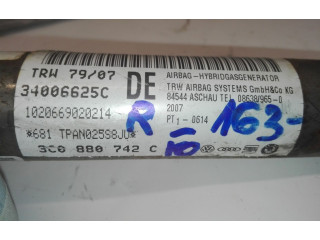 TRW 79/07
34006625C
1020669020214
*681 TPAN025S8JU*
3C0 880 742 C
DE
AIRBAG-HYBRIDGASGENERATOR
TRW AIRBAG SYSTEMS GMBH&Co KG
84544 ASCHAU TEL. 08638/965-0
2007
PT1-0614
R - 163-
10